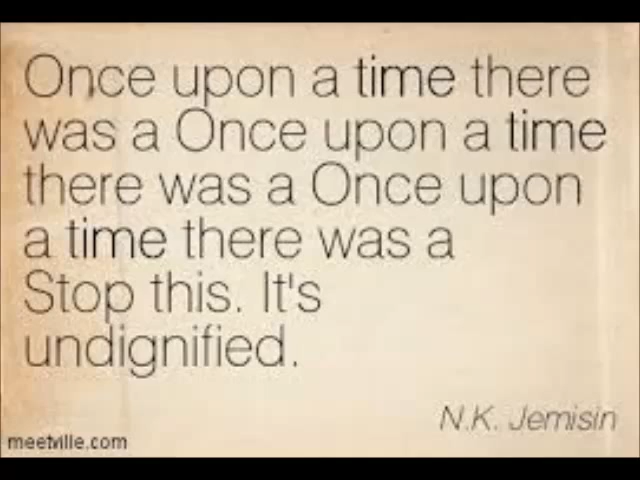 Once upon a time there
was a Once upon a time
there was a Once upon
a time there was a
Stop this. It's
undignified.
N.K. Jemisin
meetville.com